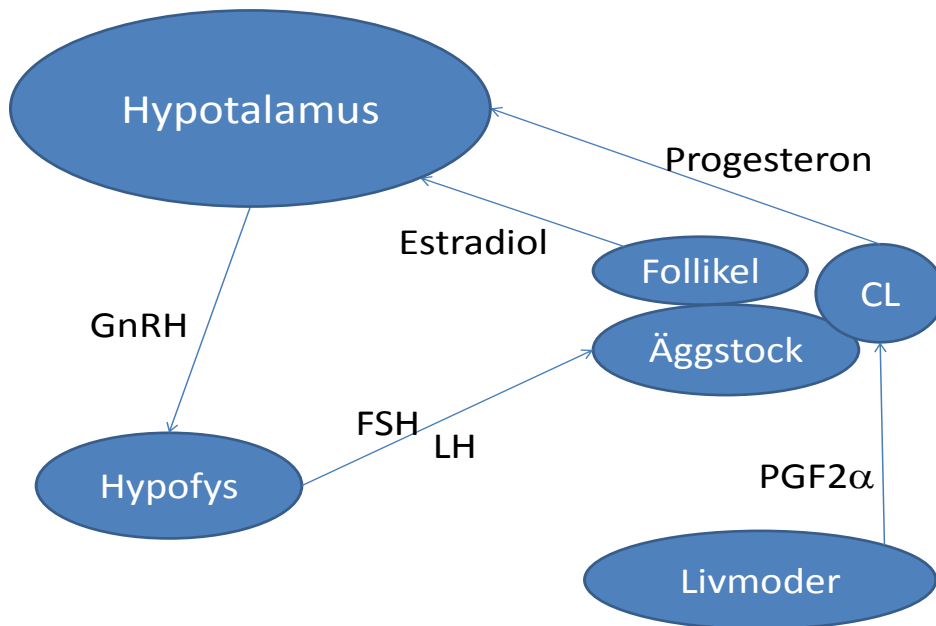 Hypotalamus
Progesteron
Estradiol
Follikel
CL
GnRH
Äggstock
FSH
LH
Hypofys
PGF2α
Livmoder